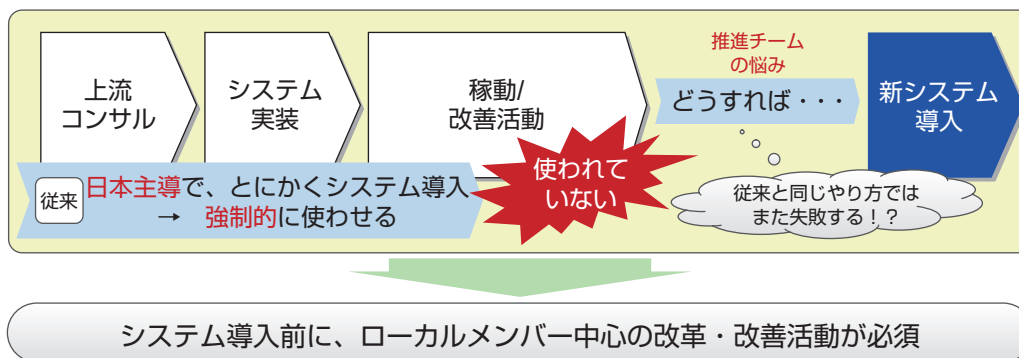 上流
コンサル
システム
実装
稼動/
改善活動
推進チーム
の悩み
どうすれば・・・
新システム
導入
従来
日本主導で、とにかくシステム導入
→ 強制的に使わせる
使われて
いない
従来と同じやり方では
また失敗する！？
システム導入前に、ローカルメンバー中心の改革・改善活動が必須